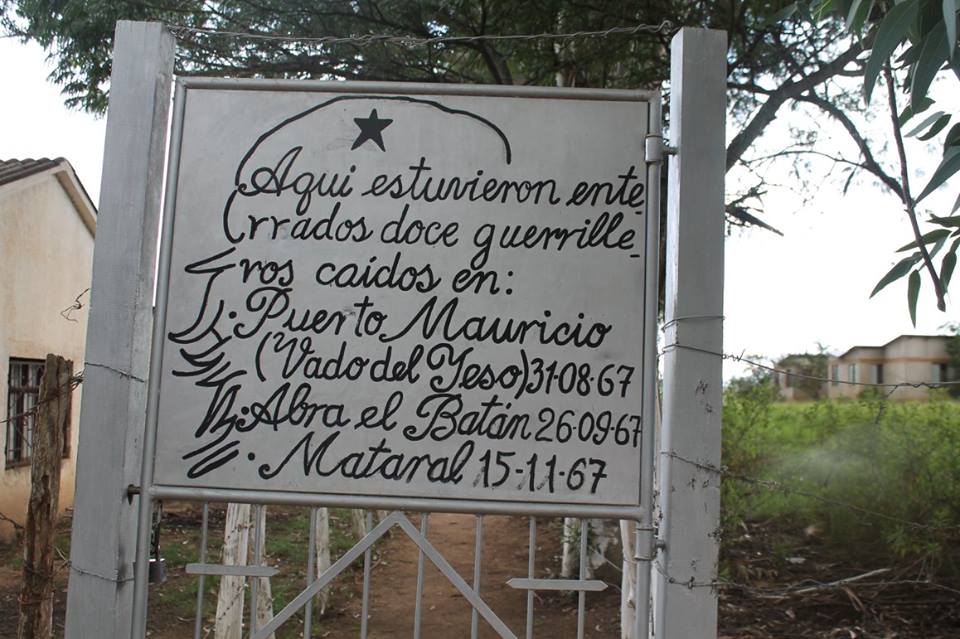 Aqui estuvieron ente-
rrados doce guerrille-
ros caídos en:
·Puerto Mauricio
(Vado del Yeso)31·08·67
·Abra el Batán 26·09·67
·Mataral 15-11-67